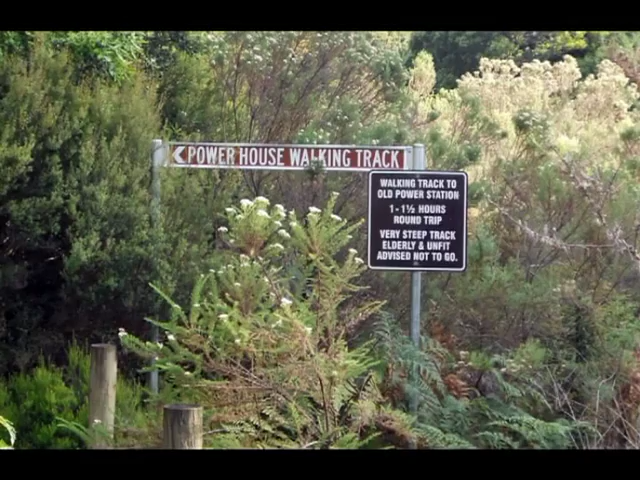 POWER HOUSE WALKING TRACK
WALKING TRACK TO
OLD POWER STATION
1 - 1½ HOURS
ROUND TRIP
VERY STEEP TRACK
ELDERLY & UNFIT
ADVISED NOT TO GO.